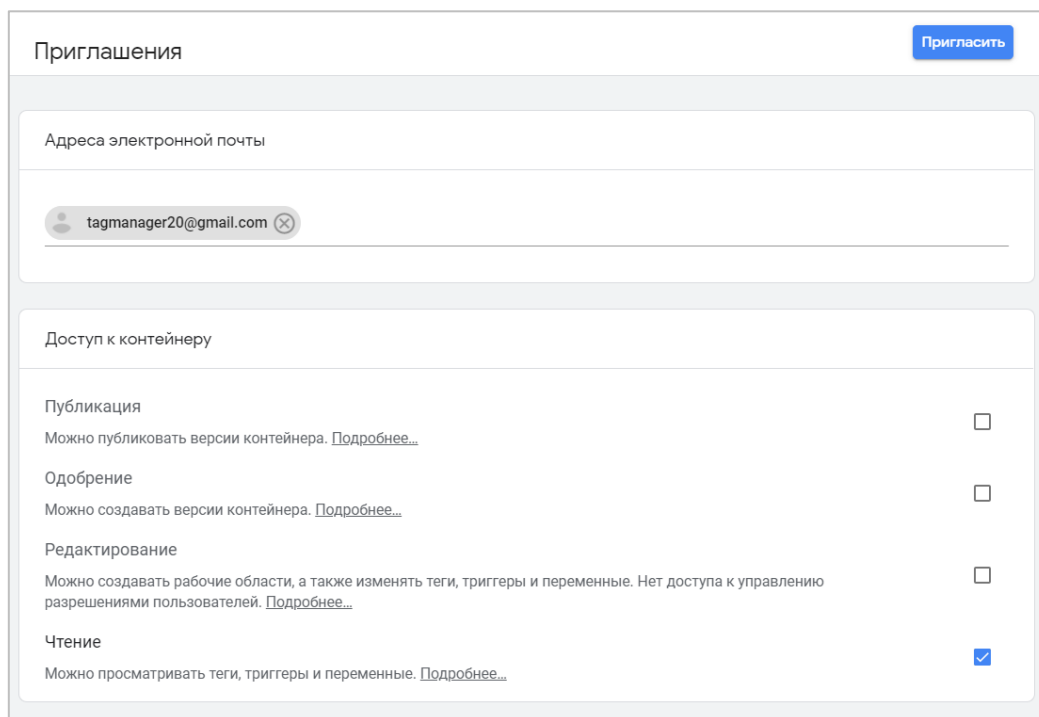 Приглашения
Пригласить
Адреса электронной почты
tagmanager20@gmail.com
Доступ к контейнеру
Публикация
Можно публиковать версии контейнера. Подробнее...
Одобрение
Можно создавать версии контейнера. Подробнее...
Редактирование
Можно создавать рабочие области, а также изменять теги, триггеры и переменные. Нет доступа к управлению
разрешениями пользователей. Подробнее...
Чтение
Можно просматривать теги, триггеры и переменные. Подробнее...